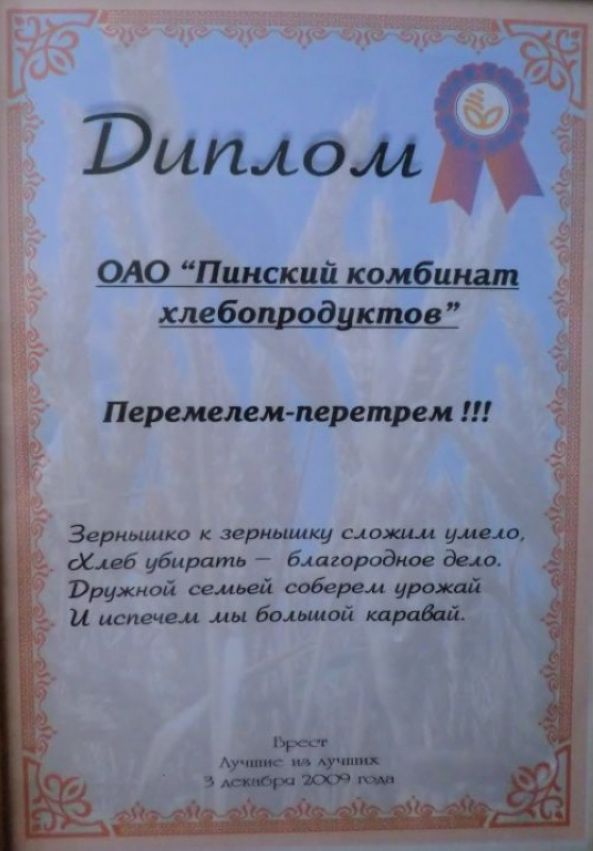 Диплом
ОАО “Пинский комбинат
хлебопродуктов”
Перемелем-перетрем !!!
Зернышко к зернышку сложим умело,
Хлеб убирать – благородное дело.
Дружной семьей соберем урожай
И испечем мы большой каравай.
Брест
Лучшие из лучших
3 декабря 2009 года